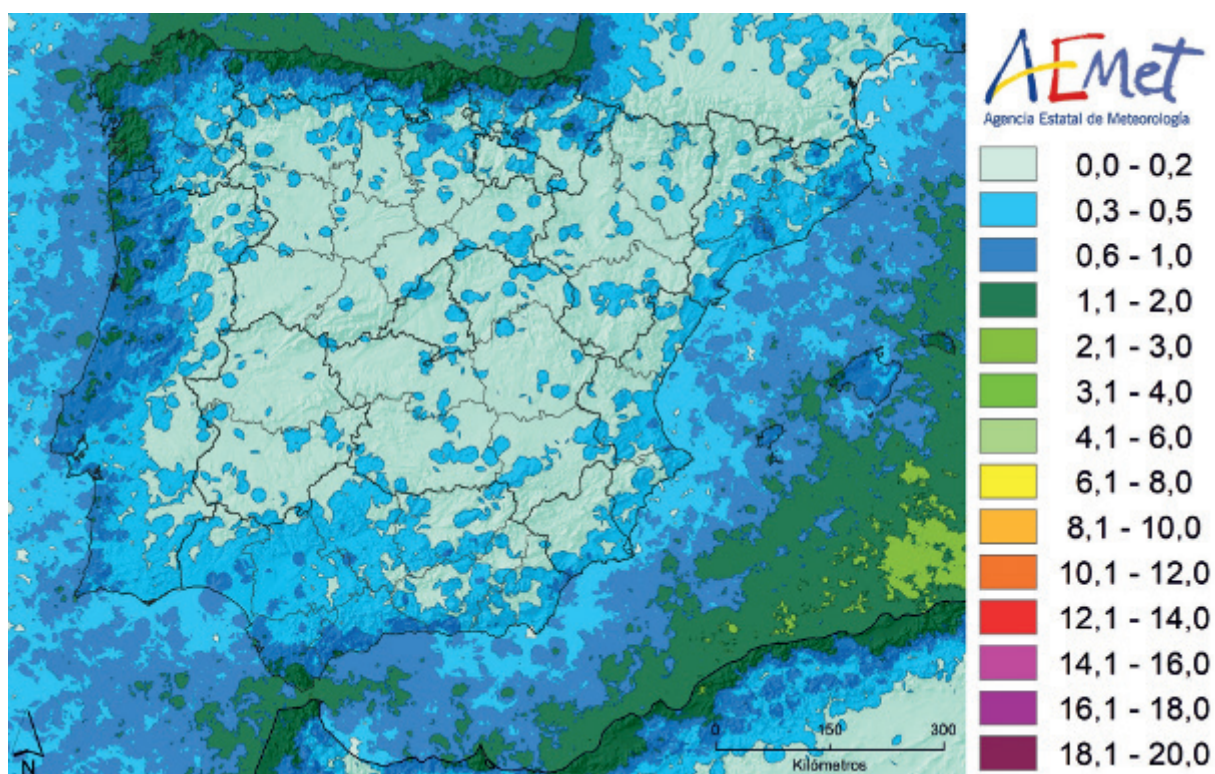 AEMet
Agencia Estatal de Meteorología
0,0 - 0,2
0,3 - 0,5
0,6 - 1,0
1,1 - 2,0
2,1 - 3,0
3,1 - 4,0
4,1 - 6,0
6,1 - 8,0
8,1 - 10,0
10,1 - 12,0
12,1 - 14,0
14,1 - 16,0
16,1 - 18,0
18,1 - 20,0
0 150 300
Kilómetros
N